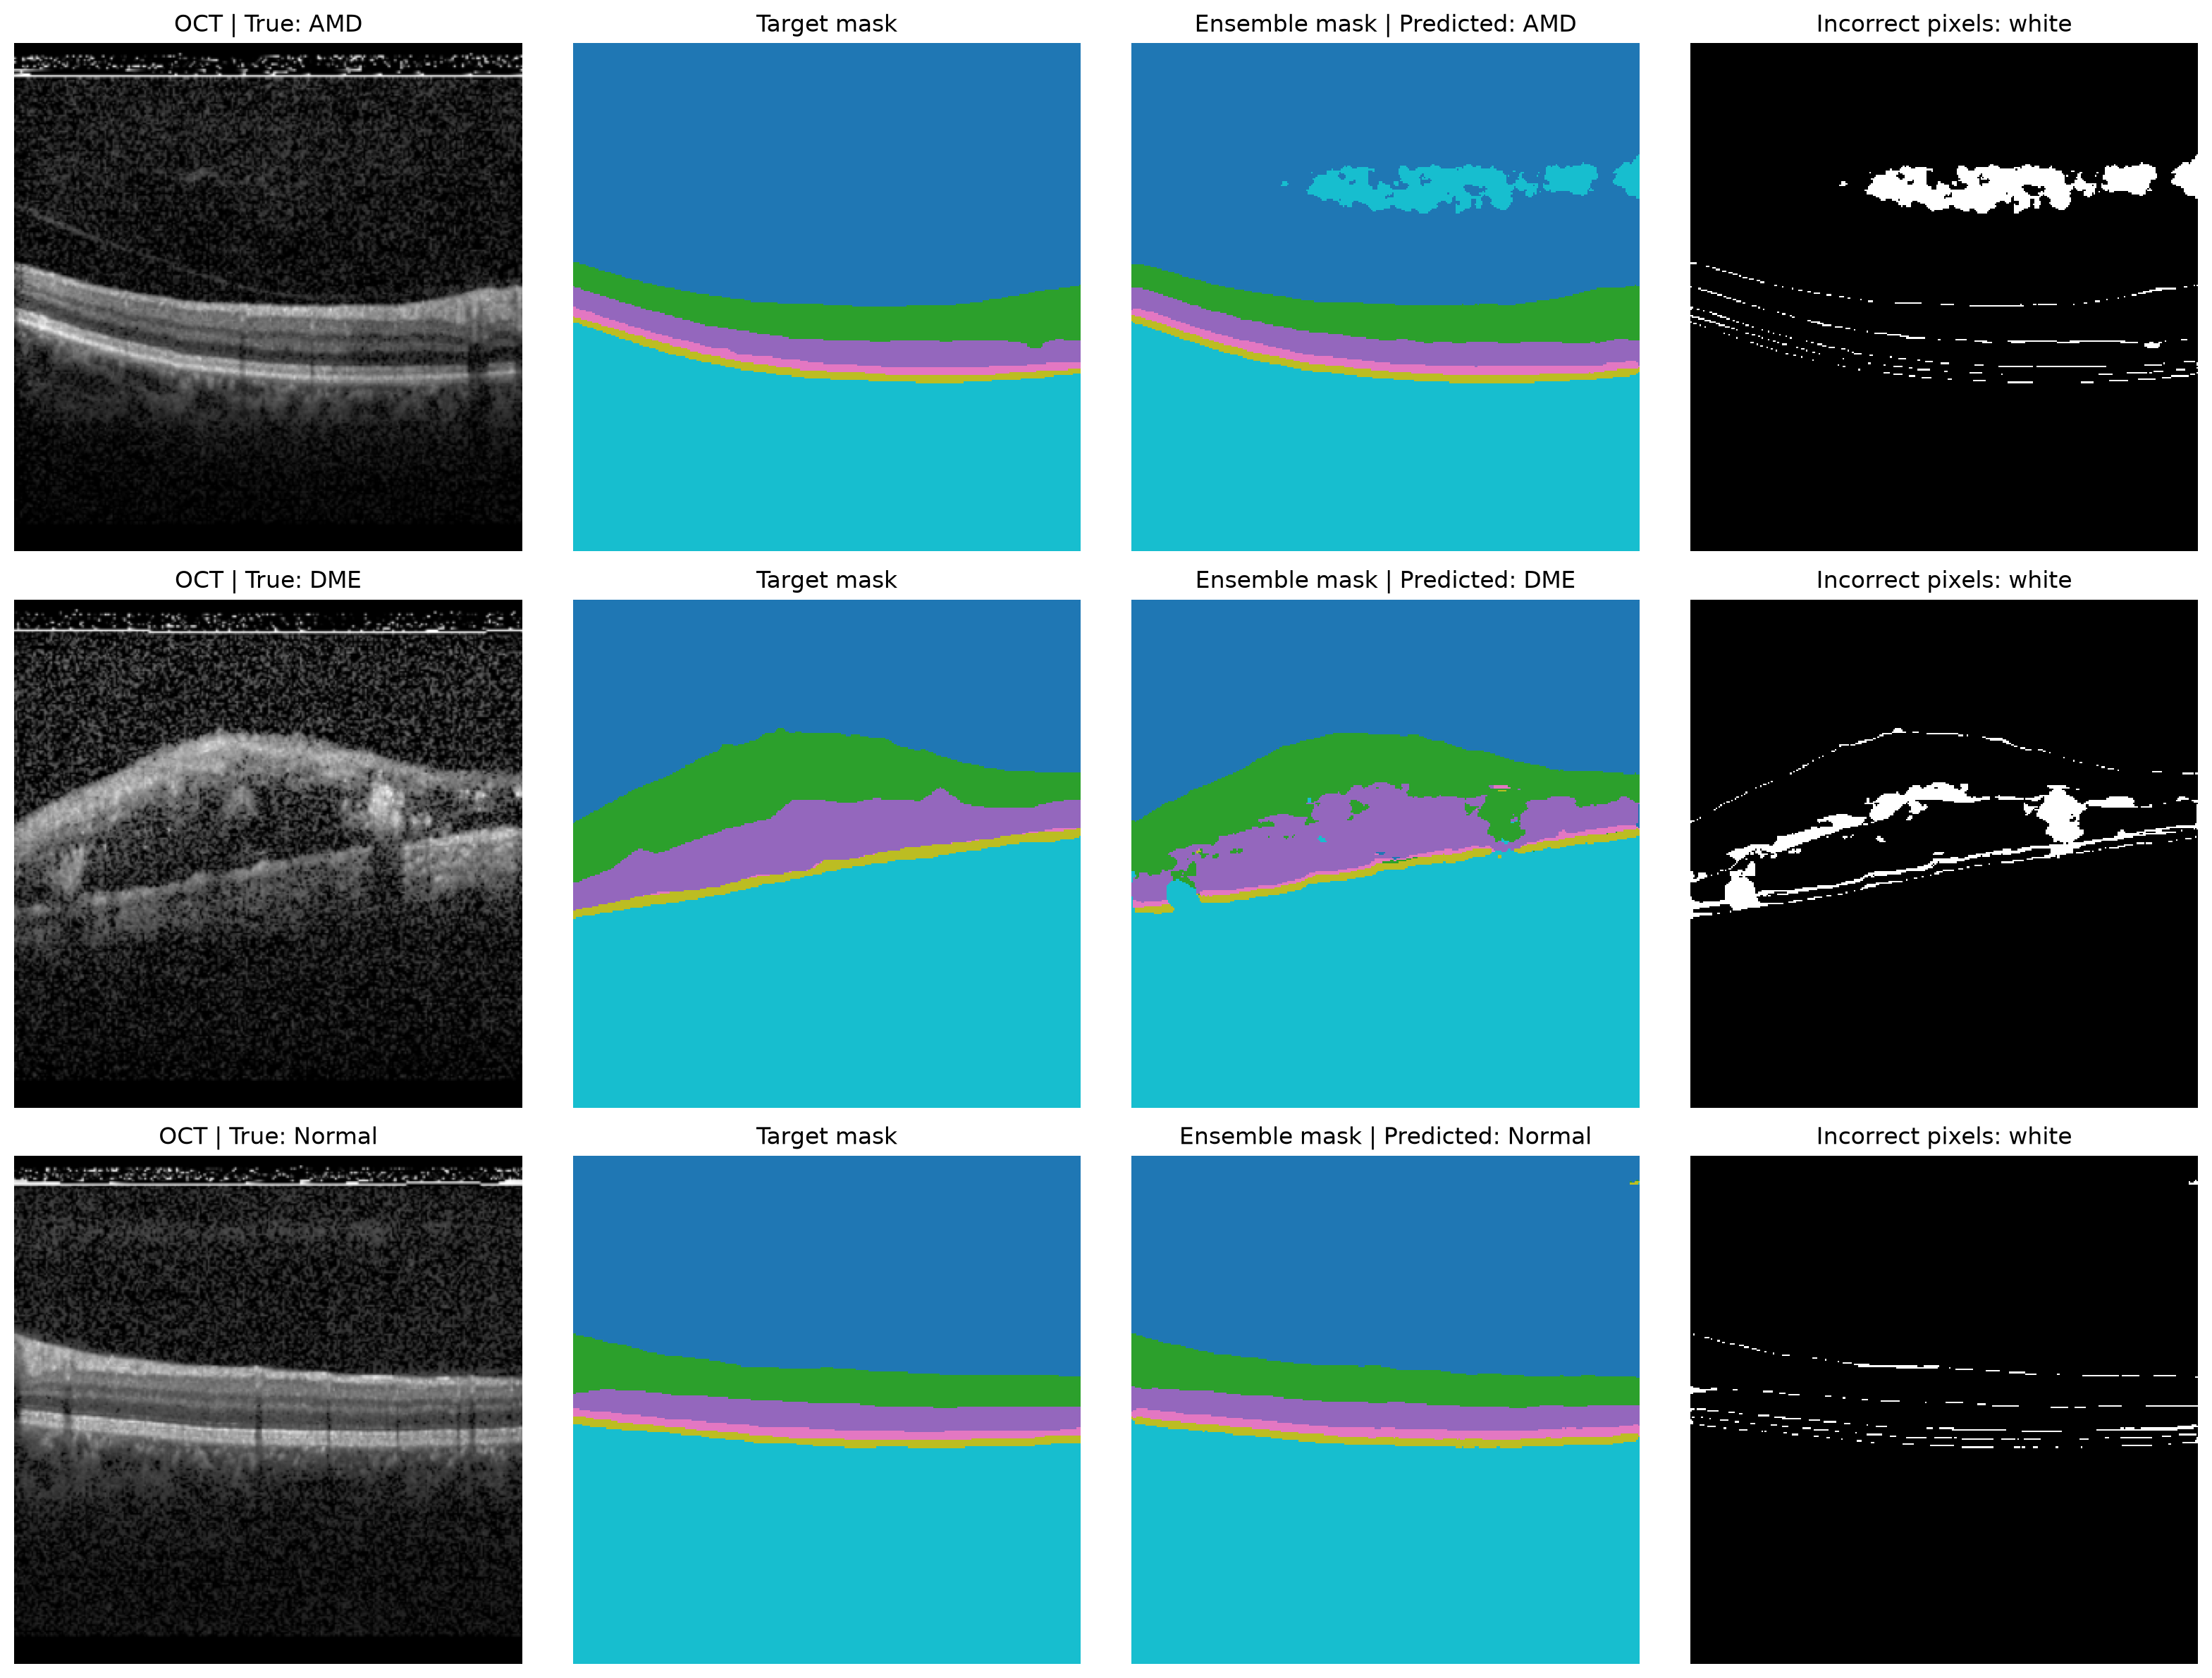 OCT | True: AMD
Target mask
Ensemble mask | Predicted: AMD
Incorrect pixels: white
OCT | True: DME
Target mask
Ensemble mask | Predicted: DME
Incorrect pixels: white
OCT | True: Normal
Target mask
Ensemble mask | Predicted: Normal
Incorrect pixels: white